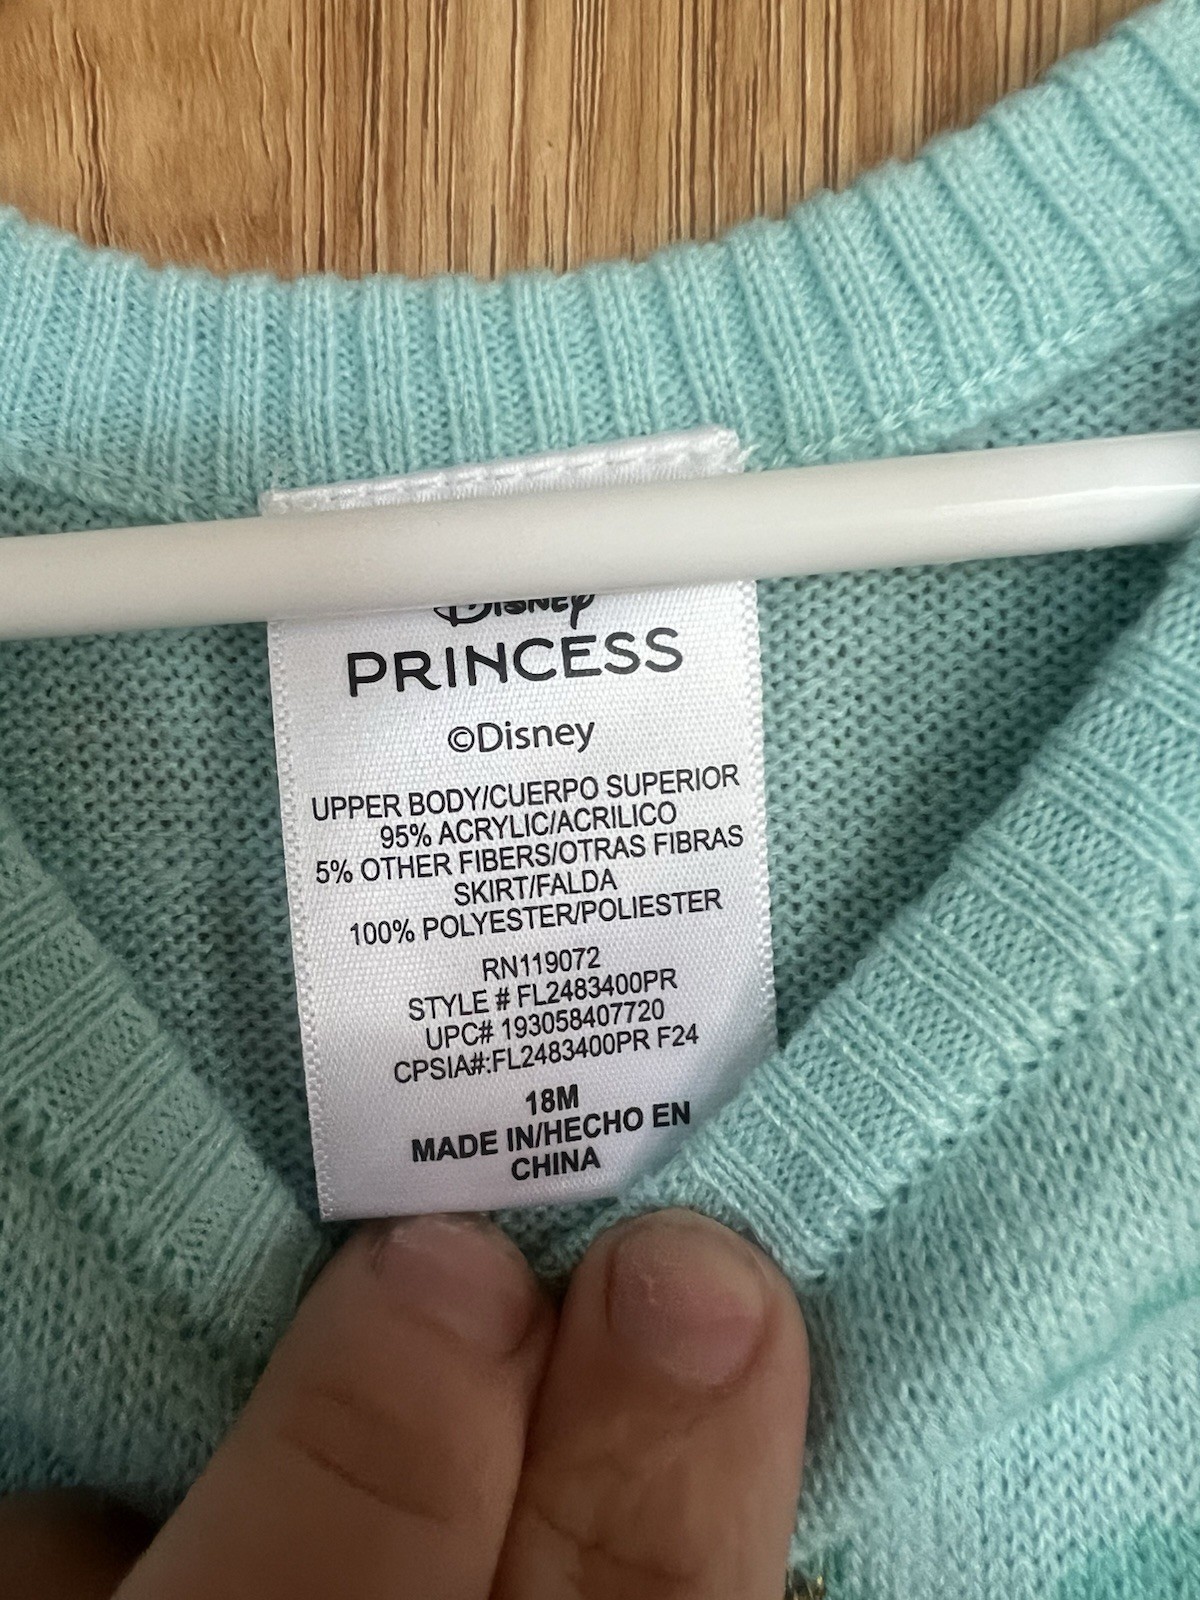 Disney
PRINCESS
©Disney
UPPER BODY/CUERPO SUPERIOR
95% ACRYLIC/ACRILICO
5% OTHER FIBERS/OTRAS FIBRAS
SKIRT/FALDA
100% POLYESTER/POLIESTER
RN119072
STYLE # FL2483400PR
UPC# 193058407720
CPSIA#:FL2483400PR F24
18M
MADE IN/HECHO EN
CHINA